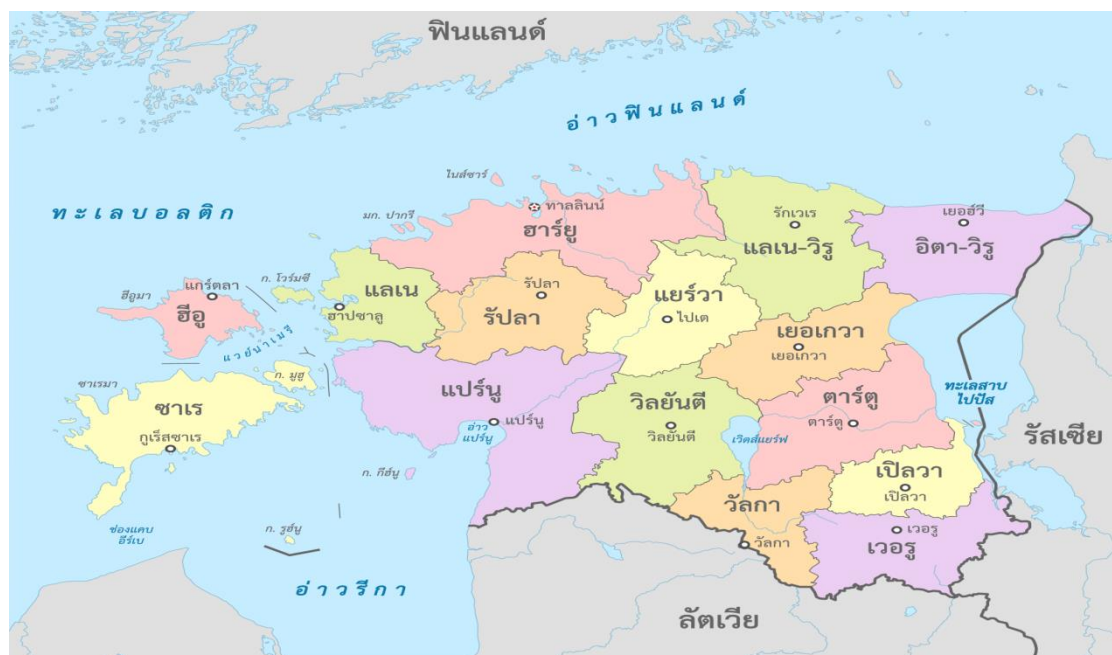 ฟินแลนด์
อ่าวฟินแลนด์
ไนส์ซาร์
ทะเลบอลติก
มก. ปากรี
ทาลลินน์
ฮาร์ยู
รักเวเร
แลเน-วิรู
เยอฮ์วี
อิตา-วิรู
แกร์ดลา
ฮีอูมา
ฮีอู
ก. โวร์มซี
แลเน
ฮาปซาลู
รัปลา
รัปลา
แยร์วา
ไปเด
เยอเกวา
เยอเกวา
แวย์นาเมรี
ซาเรมา
ก. มูฮู
ซาเร
กูเร็สซาเร
แปร์นู
แปร์นู
อ่าว
แปร์นู
วิลยันดี
วิลยันดี
เวิตส์แยร์ฟ
ตาร์ตู
ตาร์ตู
ทะเลสาบ
ไปปัส
รัสเซีย
ก. กีฮ์นู
เปิลวา
เปิลวา
วัลกา
วัลกา
ช่องแคบ
อีร์เบ
ก. รูฮ์นู
เวอรู
เวอรู
อ่าวรีกา
ลัตเวีย